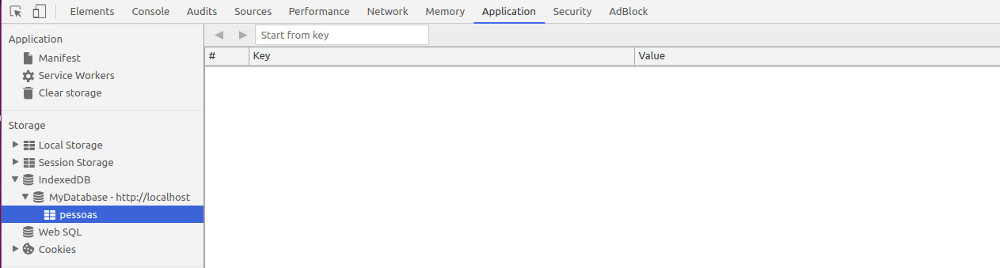 Elements Console Audits Sources Performance Network Memory Application Security AdBlock
Application
Manifest
Service Workers
Clear storage
Storage
Local Storage
Session Storage
IndexedDB
MyDatabase - http://localhost
pessoas
Web SQL
Cookies
Start from key
# Key Value